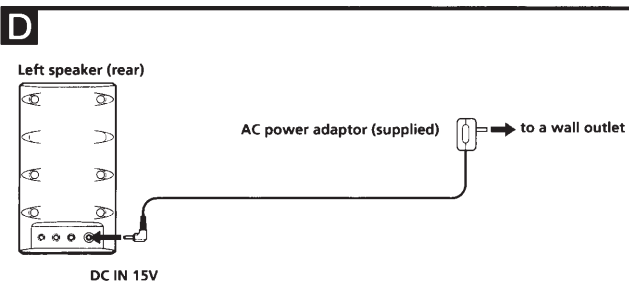 D
Left speaker (rear)
AC power adaptor (supplied)
to a wall outlet
DC IN 15V